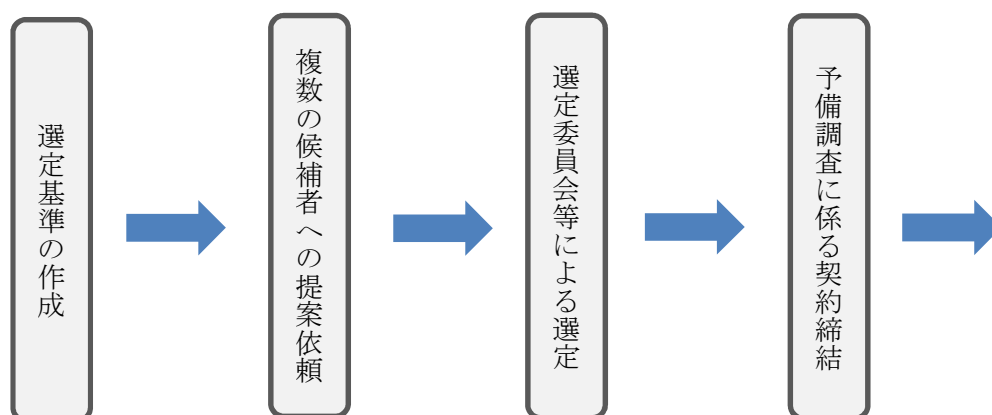 選定基準の作成
複数の候補者への提案依頼
選定委員会等による選定
予備調査に係る契約締結